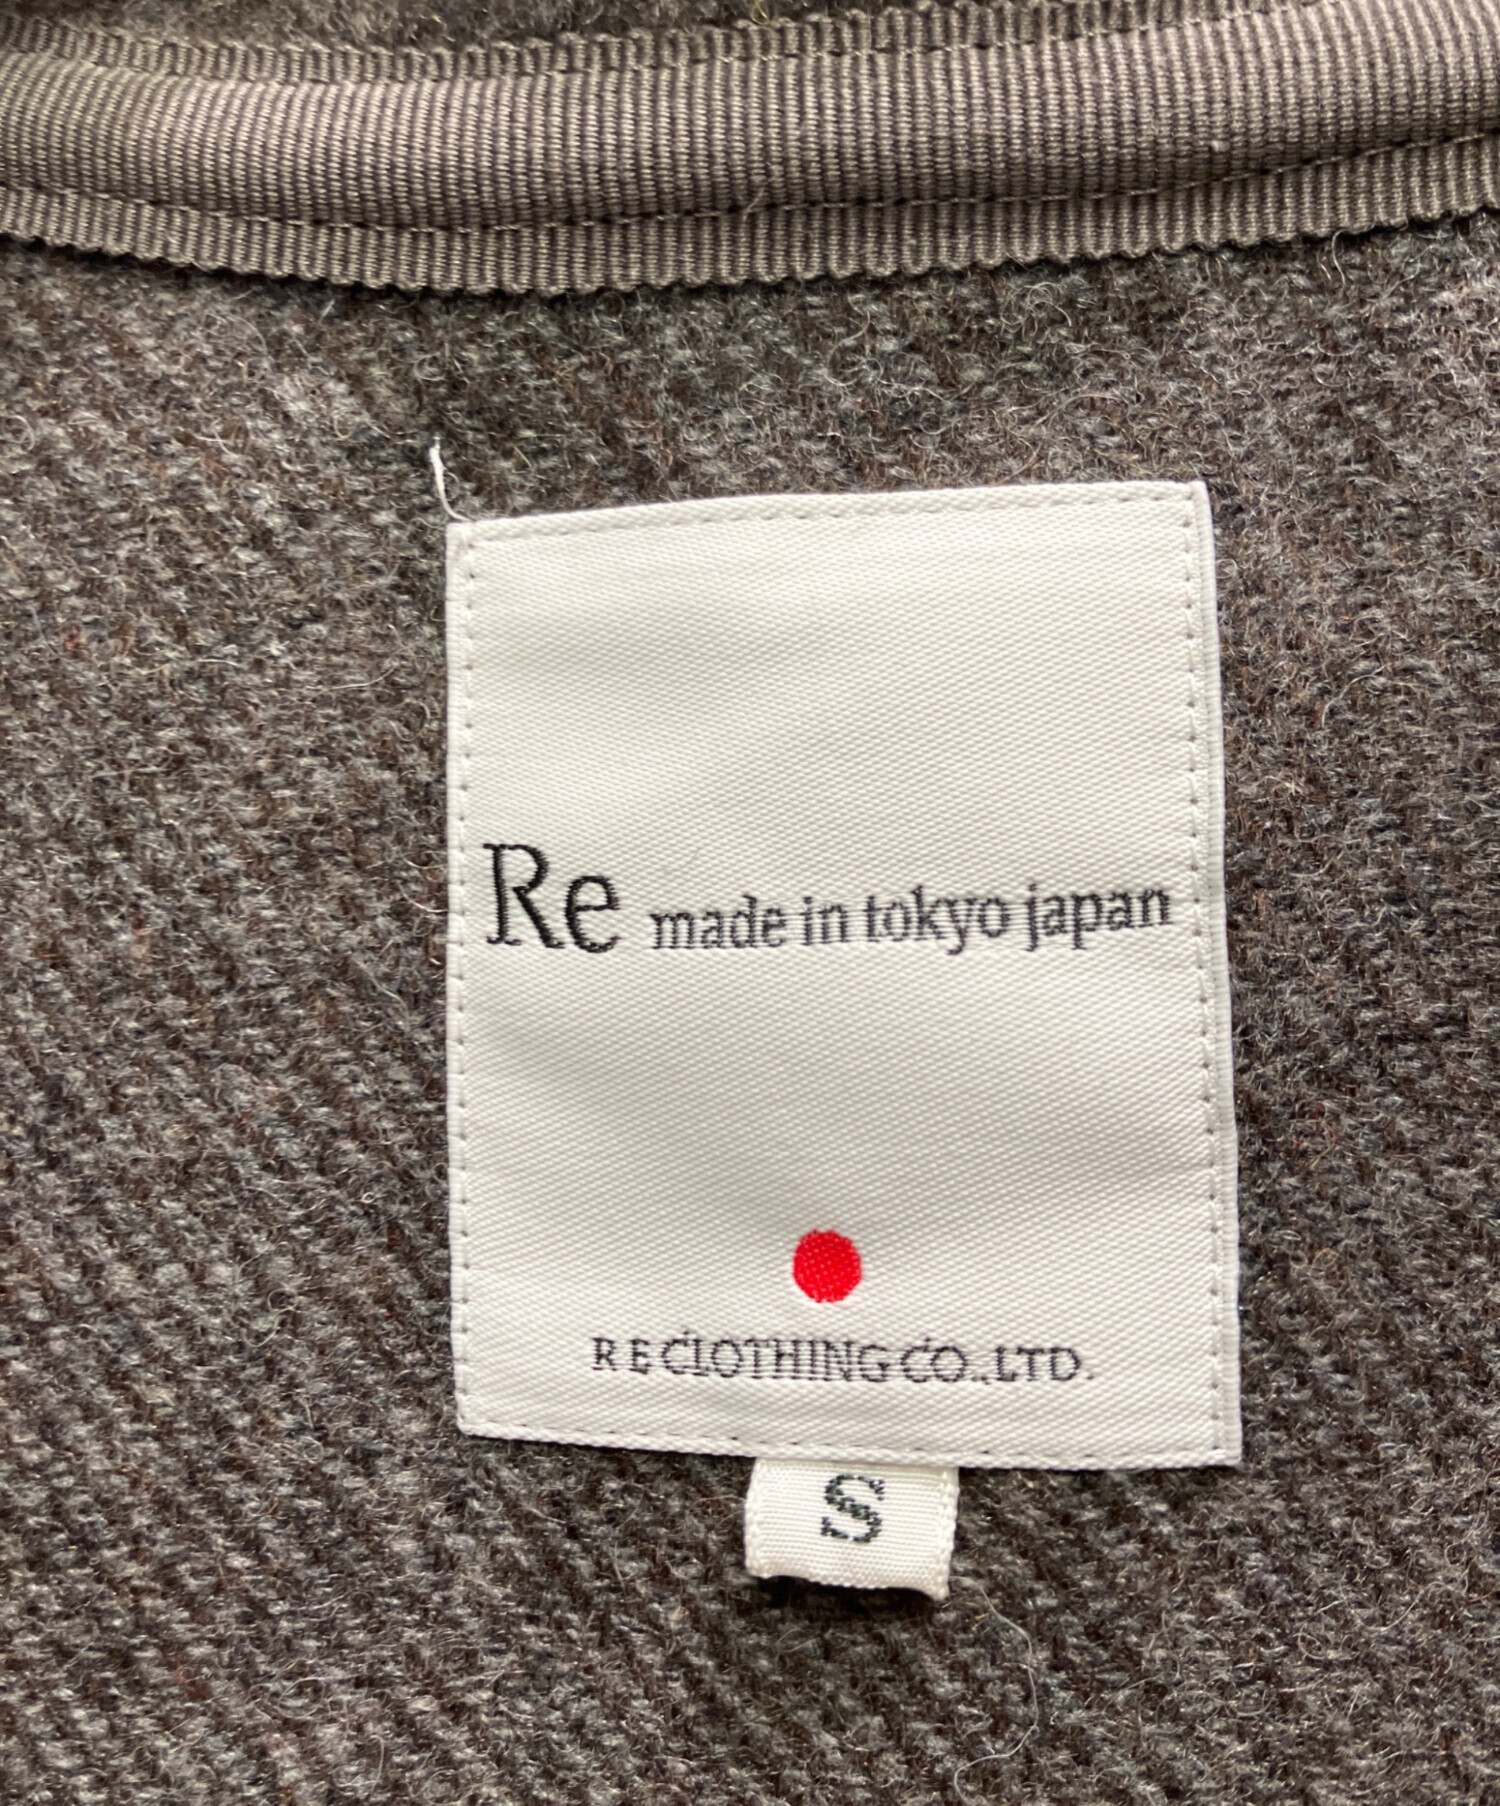 Re made in tokyo japan
RE CLOTHING CO.,LTD.
S